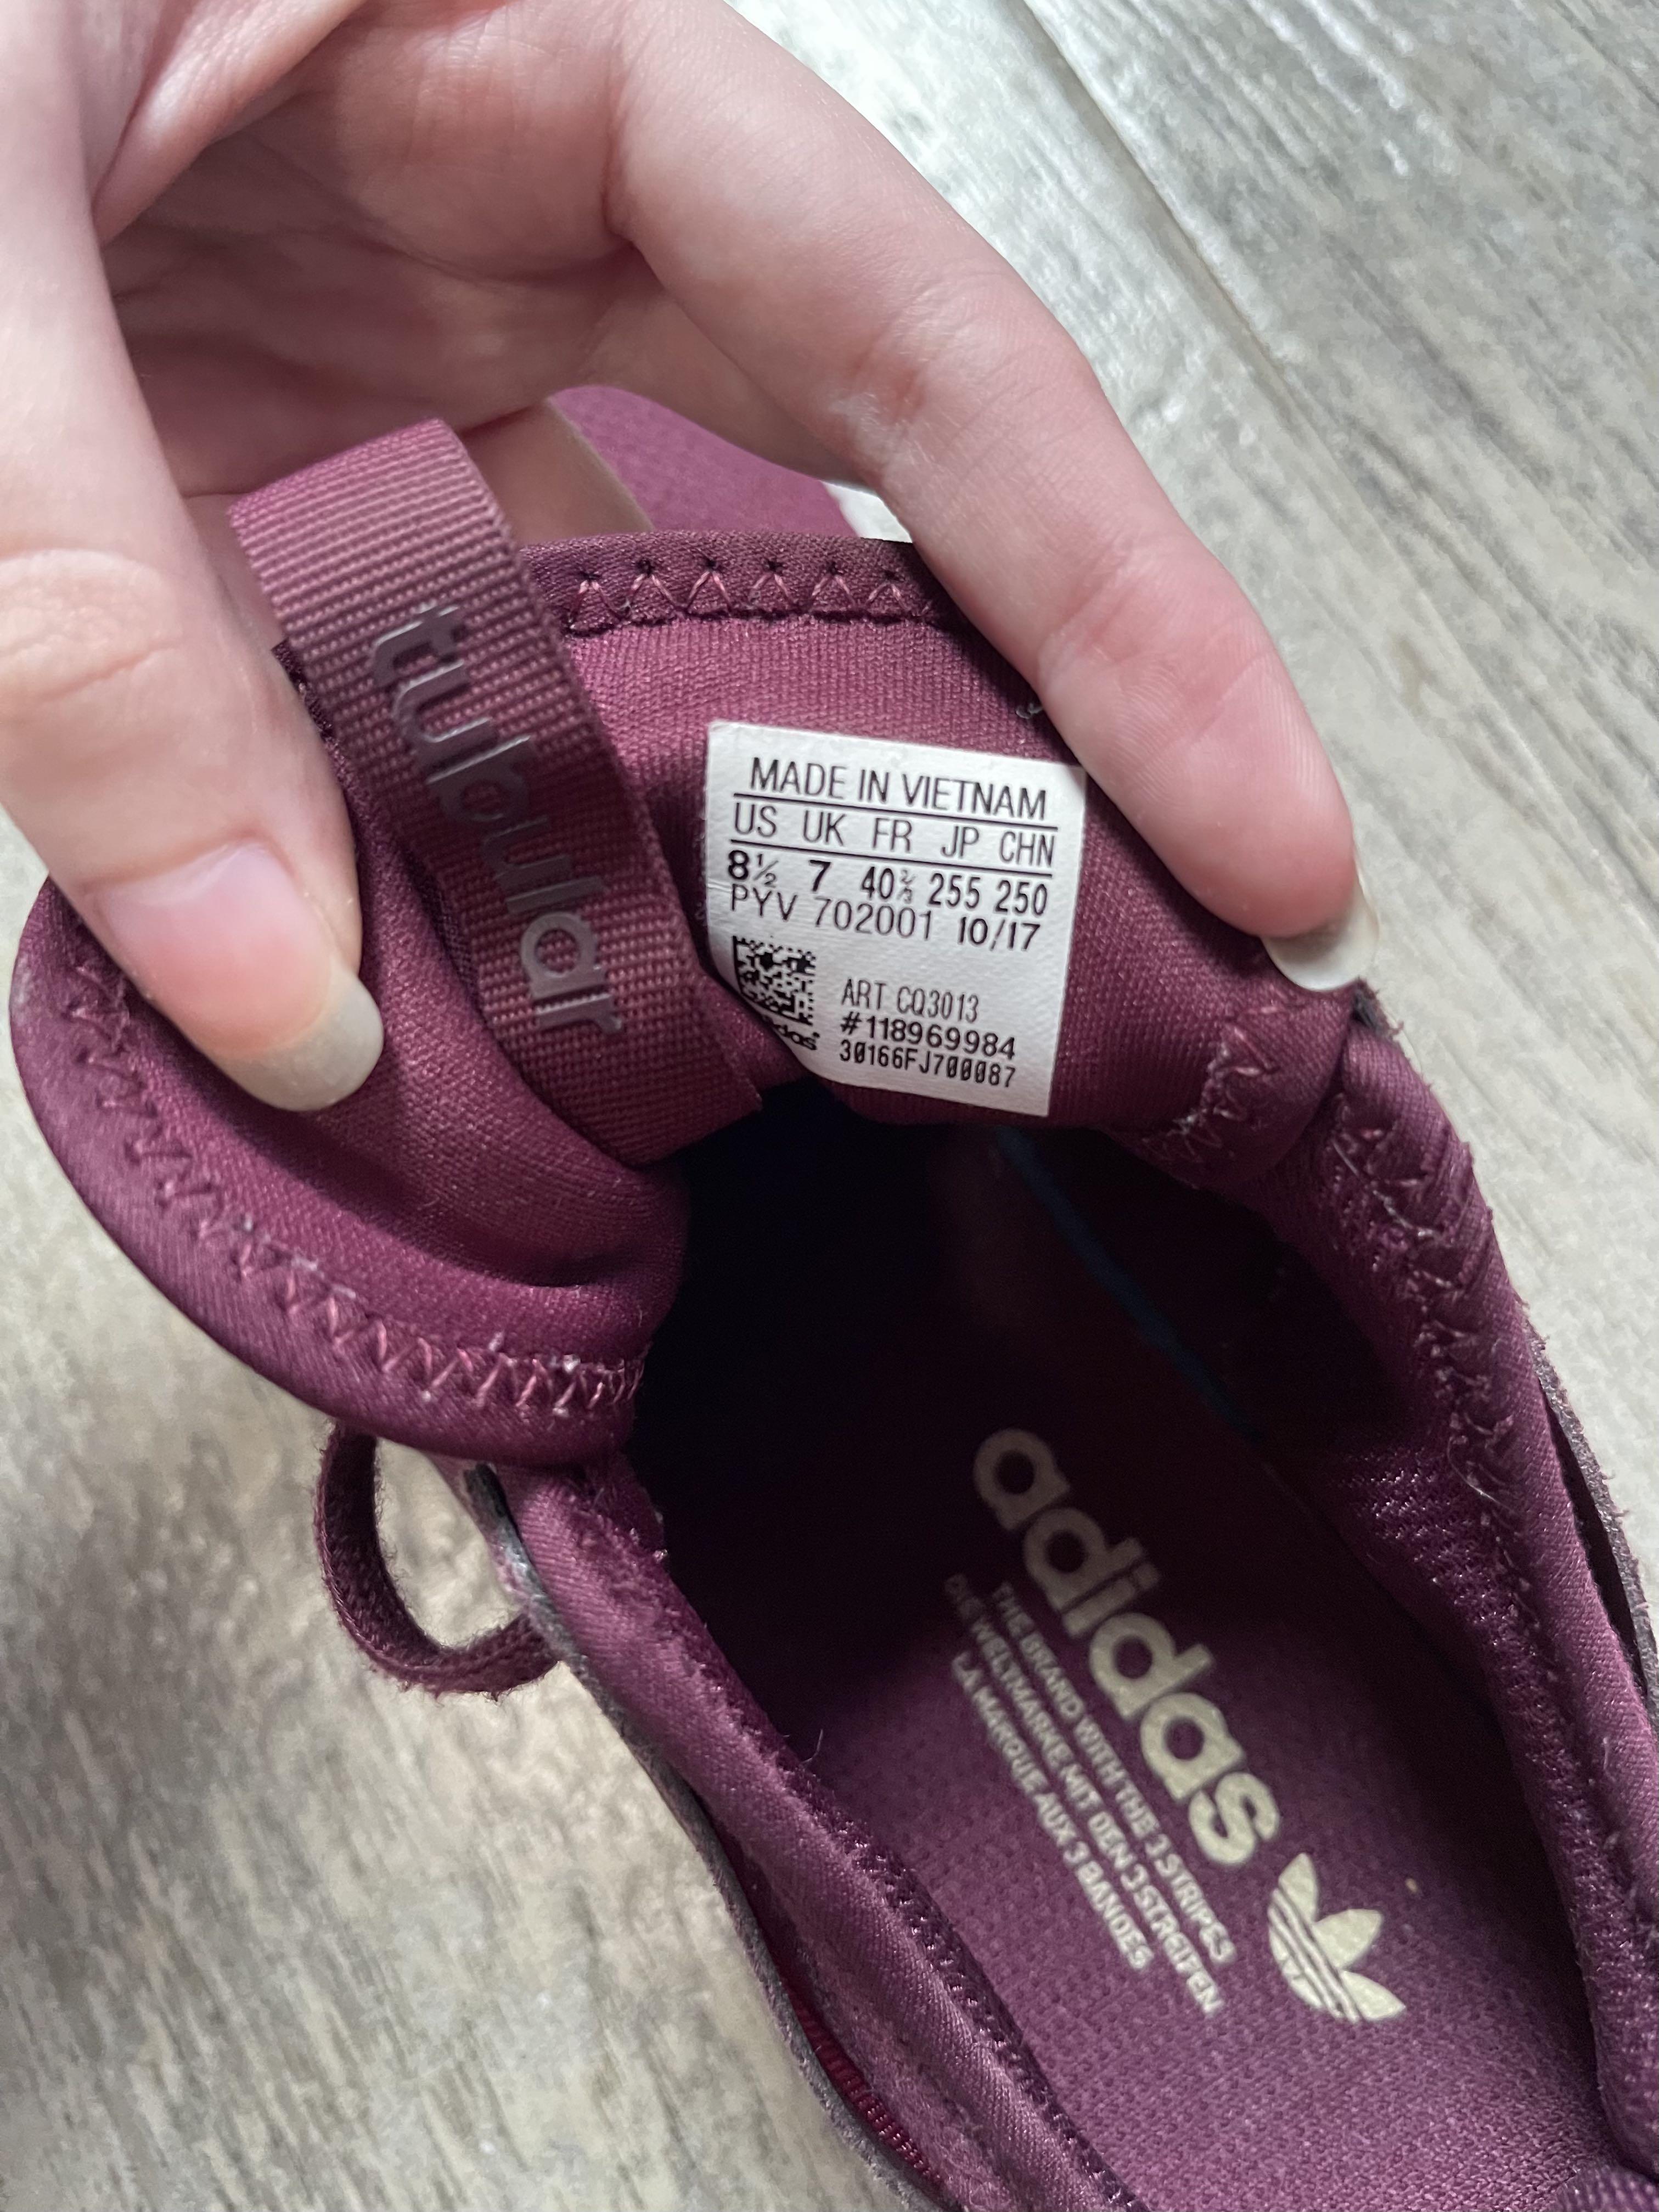 tubular
MADE IN VIETNAM
US UK FR JP CHN
8½ 7 40⅔ 255 250
PYV 702001 10/17
ART CQ3013
#118969984
30166FJ700087
adidas
THE BRAND WITH THE 3 STRIPES
DIE WELTMARKE MIT DEN 3 STREIFEN
LA MARQUE AUX 3 BANDES